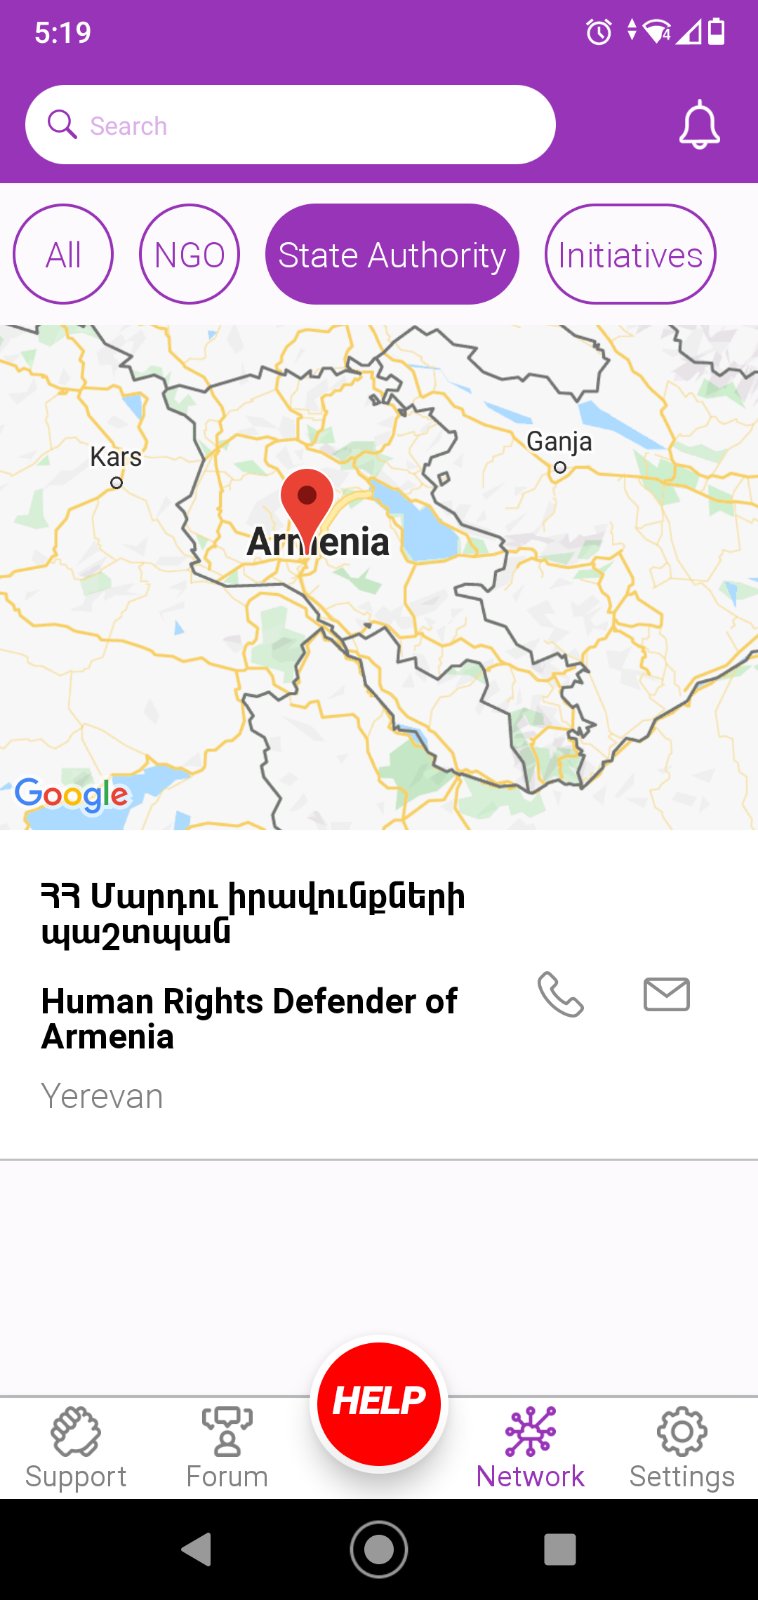 5:19
4
Search
All
NGO
State Authority
Initiatives
Kars
Ganja
Armenia
Google
ՀՀ Մարդու իրավունքների
պաշտպան
Human Rights Defender of
Armenia
Yerevan
HELP
Support
Forum
Network
Settings